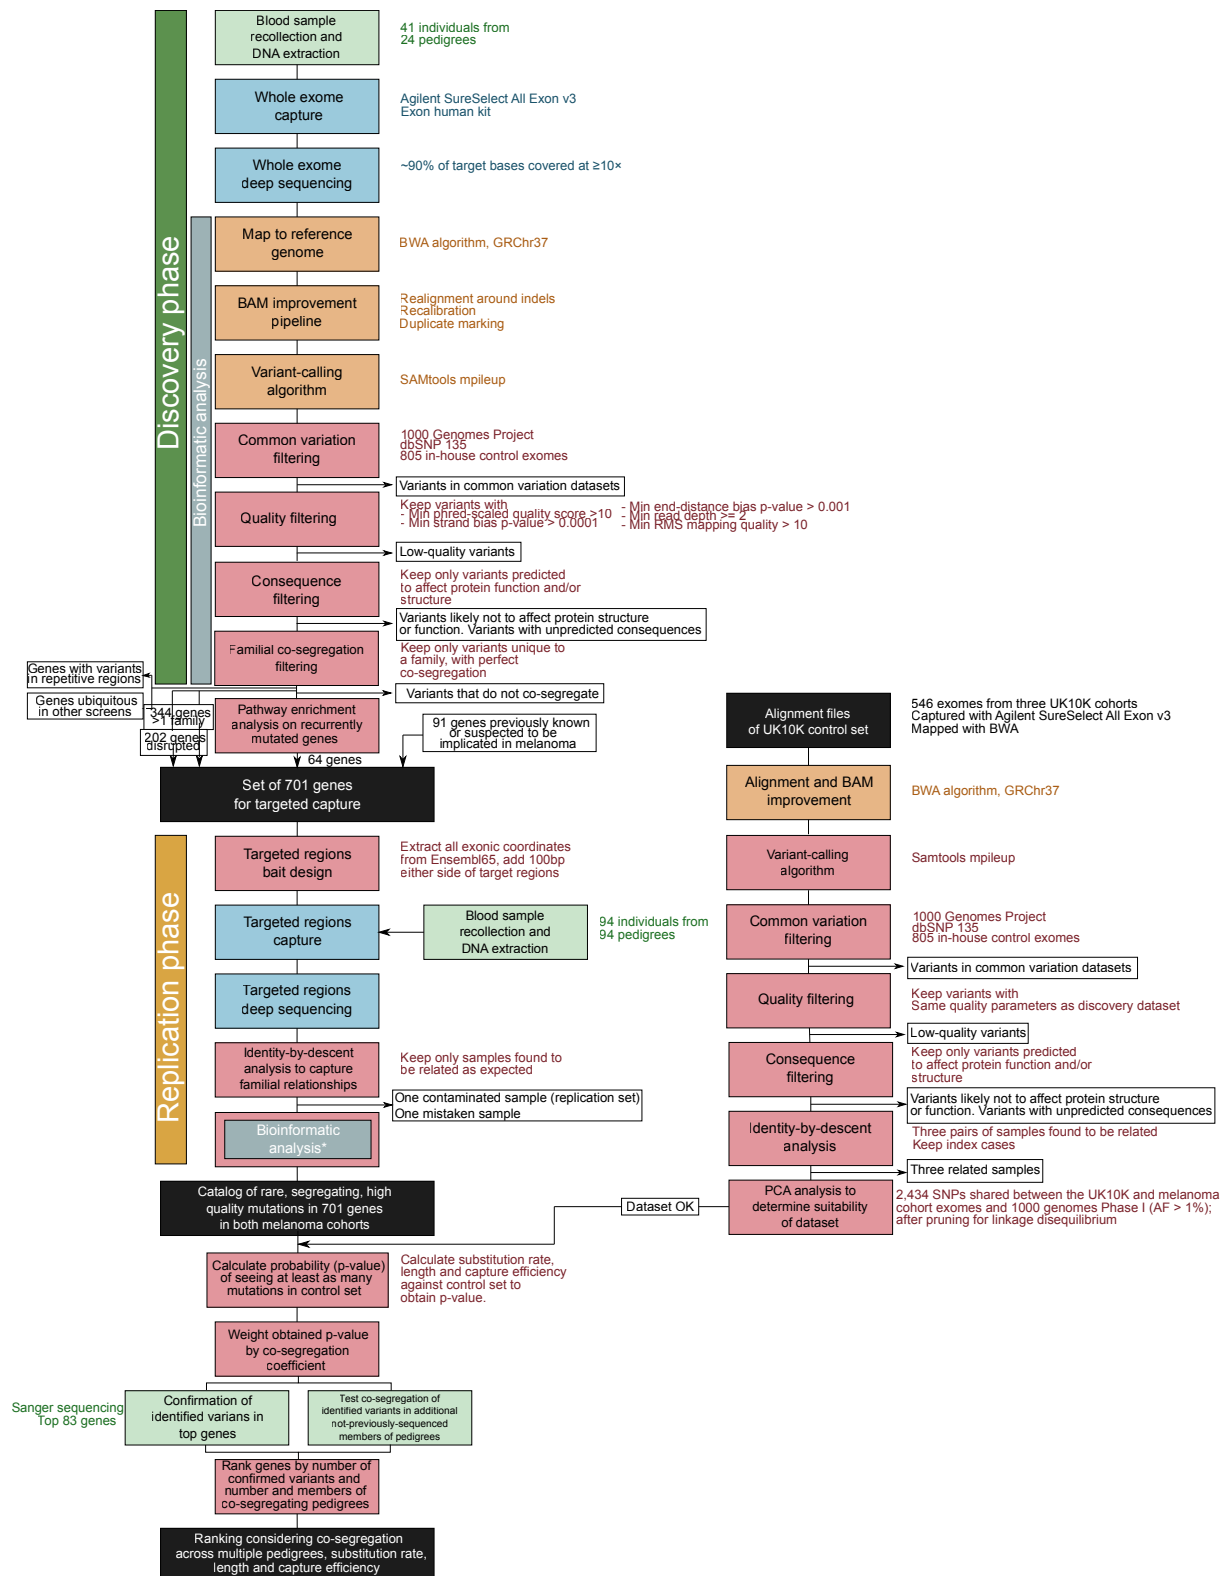 Discovery phase
Bioinformatic analysis
Blood sample
recollection and
DNA extraction
41 individuals from
24 pedigrees
Whole exome
capture
Agilent SureSelect All Exon v3
Exon human kit
Whole exome
deep sequencing
~90% of target bases covered at ≥10×
Map to reference
genome
BWA algorithm, GRChr37
BAM improvement
pipeline
Realignment around indels
Recalibration
Duplicate marking
Variant-calling
algorithm
SAMtools mpileup
Common variation
filtering
1000 Genomes Project
dbSNP 135
805 in-house control exomes
Variants in common variation datasets
Quality filtering
Keep variants with
- Min phred-scaled quality score >10
- Min strand bias p-value > 0.0001
- Min end-distance bias p-value > 0.001
- Min read depth >= 2
- Min RMS mapping quality > 10
Low-quality variants
Consequence
filtering
Keep only variants predicted
to affect protein function and/or
structure
Variants likely not to affect protein structure
or function. Variants with unpredicted consequences
Familial co-segregation
filtering
Keep only variants unique to
a family, with perfect
co-segregation
Genes with variants
in repetitive regions
Variants that do not co-segregate
Genes ubiquitous
in other screens
344 genes
>1 family
202 genes
disrupted
Pathway enrichment
analysis on recurrently
mutated genes
91 genes previously known
or suspected to be
implicated in melanoma
64 genes
Set of 701 genes
for targeted capture
Replication phase
Targeted regions
bait design
Extract all exonic coordinates
from Ensembl65, add 100bp
either side of target regions
Targeted regions
capture
Blood sample
recollection and
DNA extraction
94 individuals from
94 pedigrees
Targeted regions
deep sequencing
Identity-by-descent
analysis to capture
familial relationships
Keep only samples found to
be related as expected
One contaminated sample (replication set)
One mistaken sample
Bioinformatic
analysis*
Catalog of rare, segregating, high
quality mutations in 701 genes
in both melanoma cohorts
Alignment files
of UK10K control set
546 exomes from three UK10K cohorts
Captured with Agilent SureSelect All Exon v3
Mapped with BWA
Alignment and BAM
improvement
BWA algorithm, GRChr37
Variant-calling
algorithm
Samtools mpileup
Common variation
filtering
1000 Genomes Project
dbSNP 135
805 in-house control exomes
Variants in common variation datasets
Quality filtering
Keep variants with
Same quality parameters as discovery dataset
Low-quality variants
Consequence
filtering
Keep only variants predicted
to affect protein function and/or
structure
Variants likely not to affect protein structure
or function. Variants with unpredicted consequences
Identity-by-descent
analysis
Three pairs of samples found to be related
Keep index cases
Three related samples
PCA analysis to
determine suitability
of dataset
2,434 SNPs shared between the UK10K and melanoma
cohort exomes and 1000 genomes Phase I (AF > 1%);
after pruning for linkage disequilibrium
Dataset OK
Calculate probability (p-value)
of seeing at least as many
mutations in control set
Calculate substitution rate,
length and capture efficiency
against control set to
obtain p-value.
Weight obtained p-value
by co-segregation
coefficient
Sanger sequencing
Top 83 genes
Confirmation of
identified varians in
top genes
Test co-segregation of
identified variants in additional
not-previously-sequenced
members of pedigrees
Rank genes by number of
confirmed variants and
number and members of
co-segregating pedigrees
Ranking considering co-segregation
across multiple pedigrees, substitution rate,
length and capture efficiency